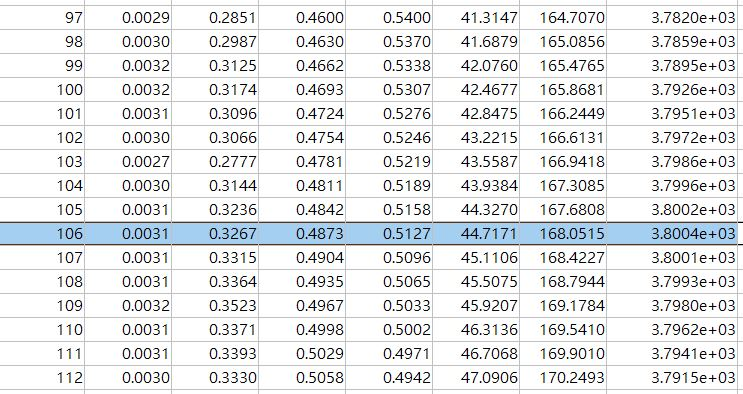 97 0.0029 0.2851 0.4600 0.5400 41.3147 164.7070 3.7820e+03
98 0.0030 0.2987 0.4630 0.5370 41.6879 165.0856 3.7859e+03
99 0.0032 0.3125 0.4662 0.5338 42.0760 165.4765 3.7895e+03
100 0.0032 0.3174 0.4693 0.5307 42.4677 165.8681 3.7926e+03
101 0.0031 0.3096 0.4724 0.5276 42.8475 166.2449 3.7951e+03
102 0.0030 0.3066 0.4754 0.5246 43.2215 166.6131 3.7972e+03
103 0.0027 0.2777 0.4781 0.5219 43.5587 166.9418 3.7986e+03
104 0.0030 0.3144 0.4811 0.5189 43.9384 167.3085 3.7996e+03
105 0.0031 0.3236 0.4842 0.5158 44.3270 167.6808 3.8002e+03
106 0.0031 0.3267 0.4873 0.5127 44.7171 168.0515 3.8004e+03
107 0.0031 0.3315 0.4904 0.5096 45.1106 168.4227 3.8001e+03
108 0.0031 0.3364 0.4935 0.5065 45.5075 168.7944 3.7993e+03
109 0.0032 0.3523 0.4967 0.5033 45.9207 169.1784 3.7980e+03
110 0.0031 0.3371 0.4998 0.5002 46.3136 169.5410 3.7962e+03
111 0.0031 0.3393 0.5029 0.4971 46.7068 169.9010 3.7941e+03
112 0.0030 0.3330 0.5058 0.4942 47.0906 170.2493 3.7915e+03